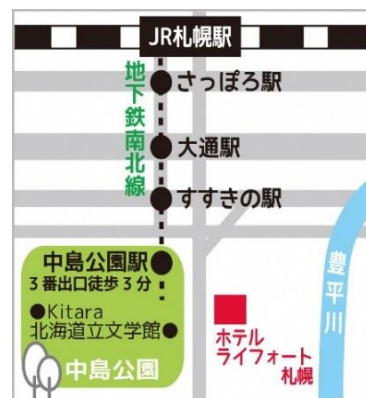 JR札幌駅
地下鉄南北線
さっぽろ駅
大通駅
すすきの駅
中島公園駅
3番出口徒歩3分
●Kitara
北海道立文学館●
中島公園
ホテル
ライフォート
札幌
豊平川